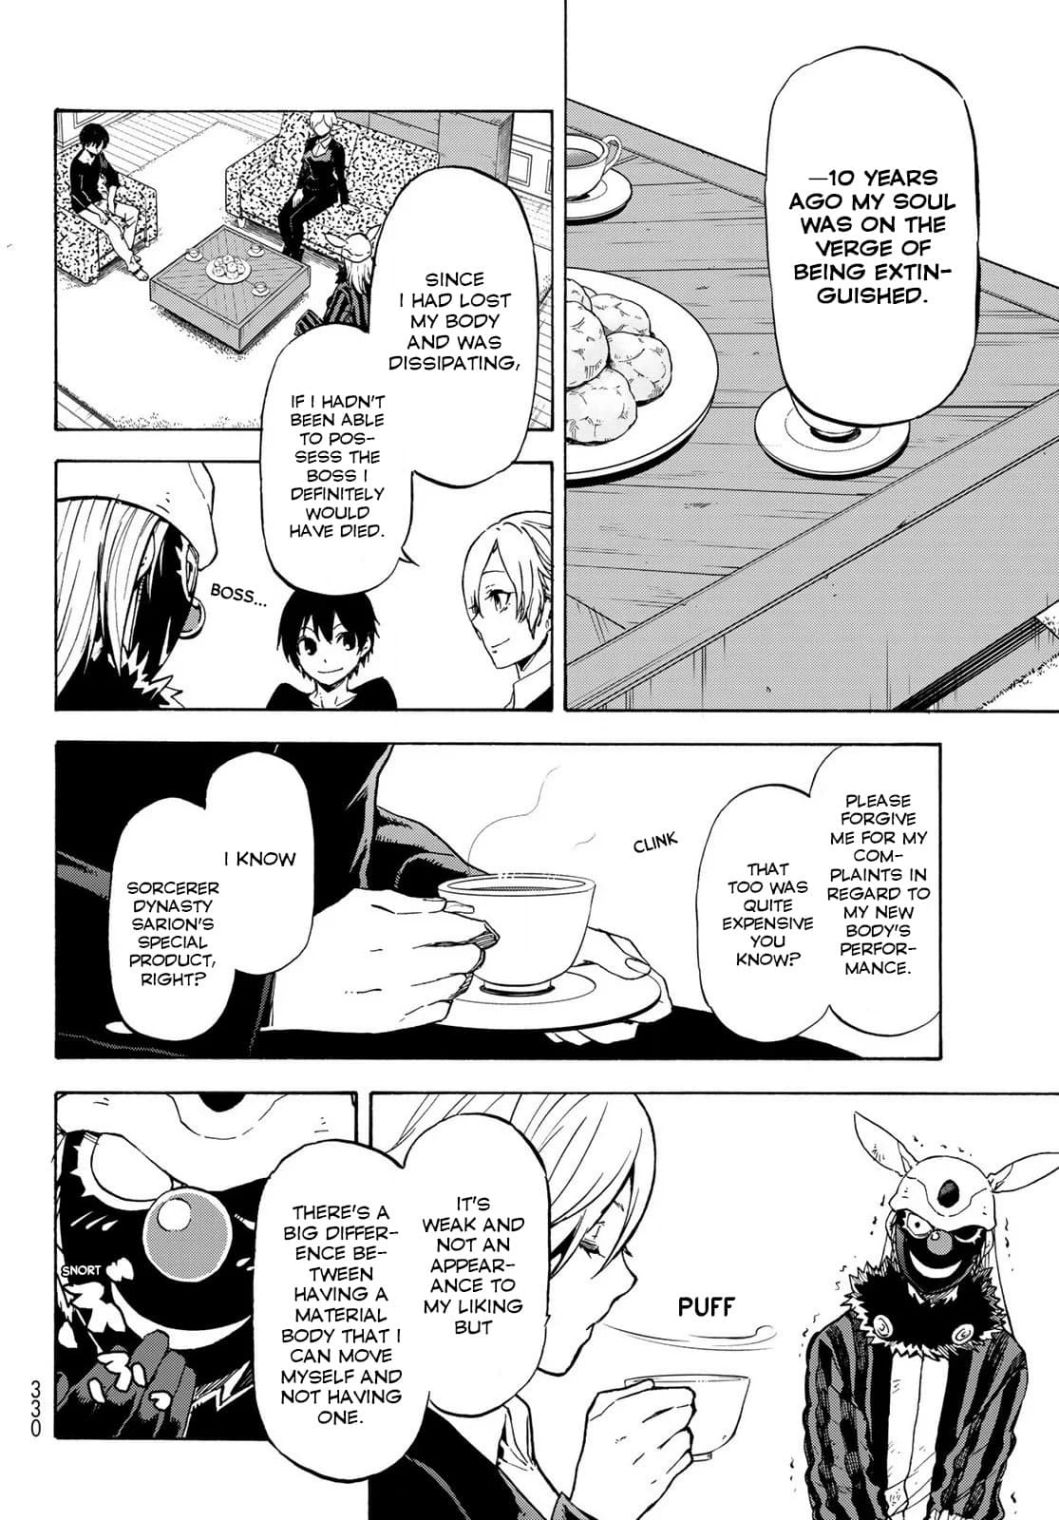 —10 YEARS
AGO MY SOUL
WAS ON THE
VERGE OF
BEING EXTIN-
GUISHED.
SINCE
I HAD LOST
MY BODY
AND WAS
DISSIPATING,
IF I HADN'T
BEEN ABLE
TO POS-
SESS THE
BOSS I
DEFINITELY
WOULD
HAVE DIED.
BOSS...
PLEASE
FORGIVE
ME FOR MY
COM-
PLAINTS IN
REGARD TO
MY NEW
BODY'S
PERFOR-
MANCE.
THAT
TOO WAS
QUITE
EXPENSIVE
YOU
KNOW?
CLINK
I KNOW
SORCERER
DYNASTY
SARION'S
SPECIAL
PRODUCT,
RIGHT?
PUFF
IT'S
WEAK AND
NOT AN
APPEAR-
ANCE TO
MY LIKING
BUT
THERE'S A
BIG DIFFER-
ENCE BE-
TWEEN
HAVING A
MATERIAL
BODY THAT I
CAN MOVE
MYSELF AND
NOT HAVING
ONE.
SNORT
330